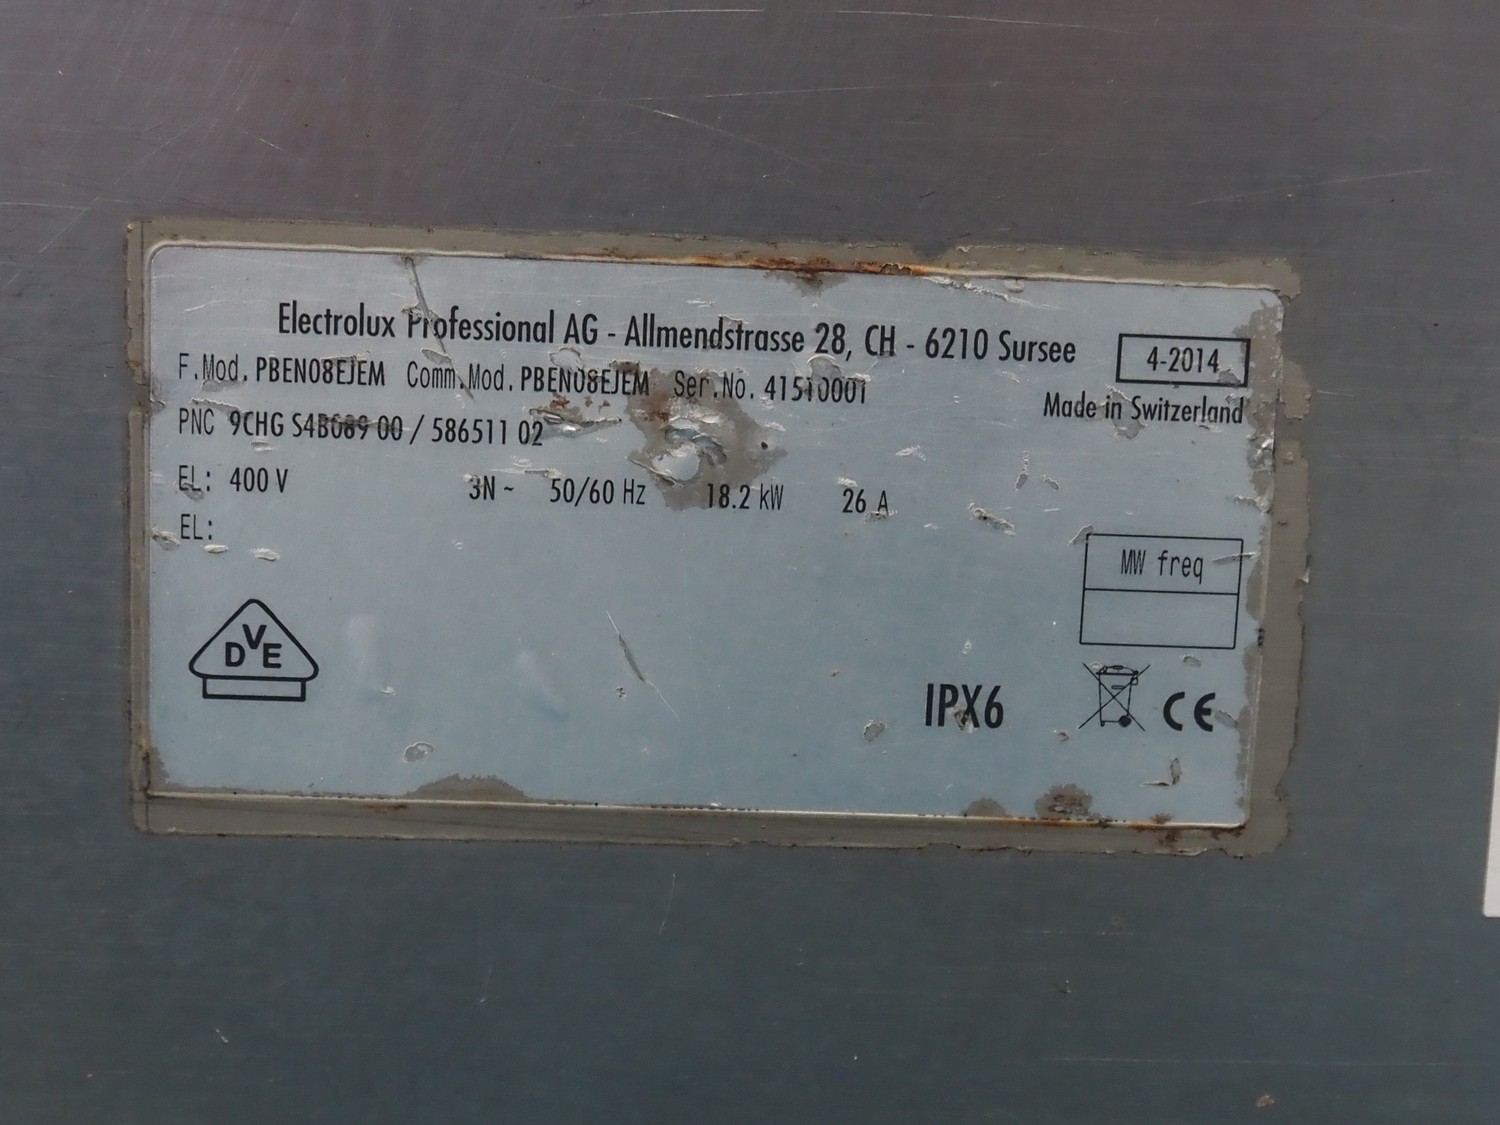 Electrolux Professional AG - Allmendstrasse 28, CH - 6210 Sursee
4-2014
F.Mod. PBEN08EJEM Comm.Mod. PBEN08EJEM Ser.No. 41510001
Made in Switzerland
PNC 9CHG S4B689 00 / 586511 02
EL: 400 V 3N ~ 50/60 Hz 18.2 kW 26 A
EL:
MW freq
DVE
IPX6
CE